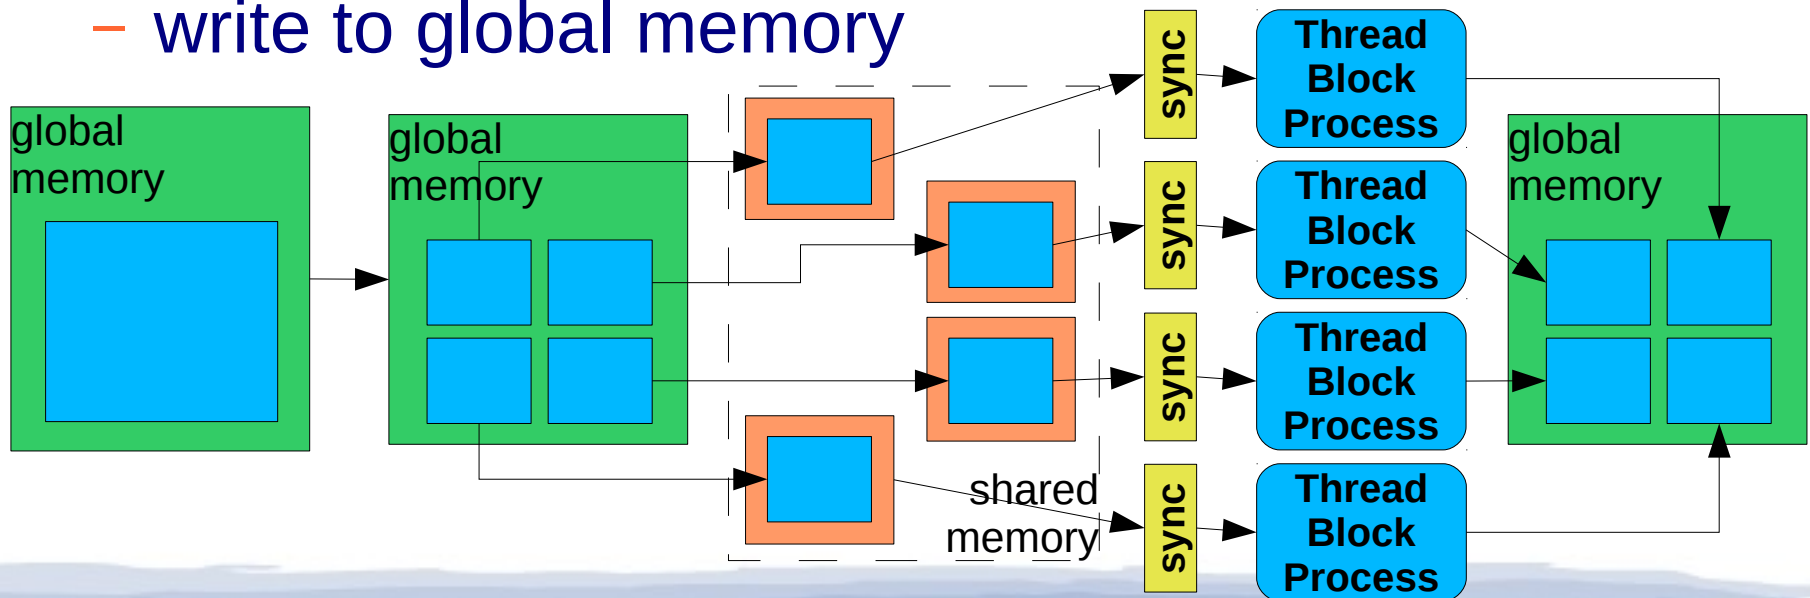 – write to global memory
global
memory
global
memory
shared
memory
sync
Thread
Block
Process
sync
Thread
Block
Process
sync
Thread
Block
Process
sync
Thread
Block
Process
global
memory